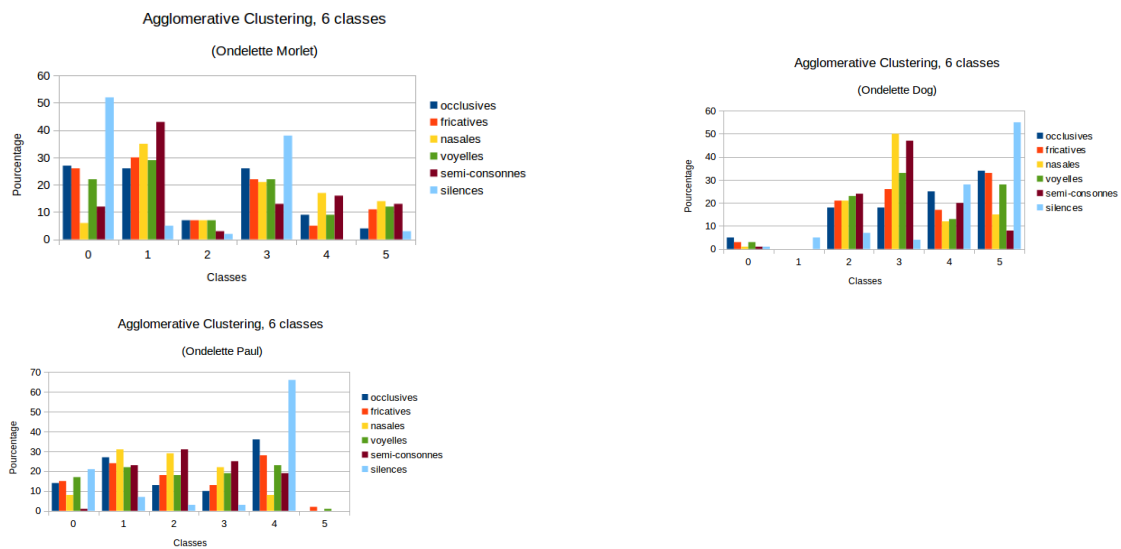 Agglomerative Clustering, 6 classes
(Ondelette Morlet)
60
50
40
30
20
10
0
Pourcentage
0 1 2 3 4 5
Classes
occlusives
fricatives
nasales
voyelles
semi-consonnes
silences
Agglomerative Clustering, 6 classes
(Ondelette Dog)
60
50
40
30
20
10
0
Pourcentage
0 1 2 3 4 5
Classes
occlusives
fricatives
nasales
voyelles
semi-consonnes
silences
Agglomerative Clustering, 6 classes
(Ondelette Paul)
70
60
50
40
30
20
10
0
Pourcentage
0 1 2 3 4 5
Classes
occlusives
fricatives
nasales
voyelles
semi-consonnes
silences